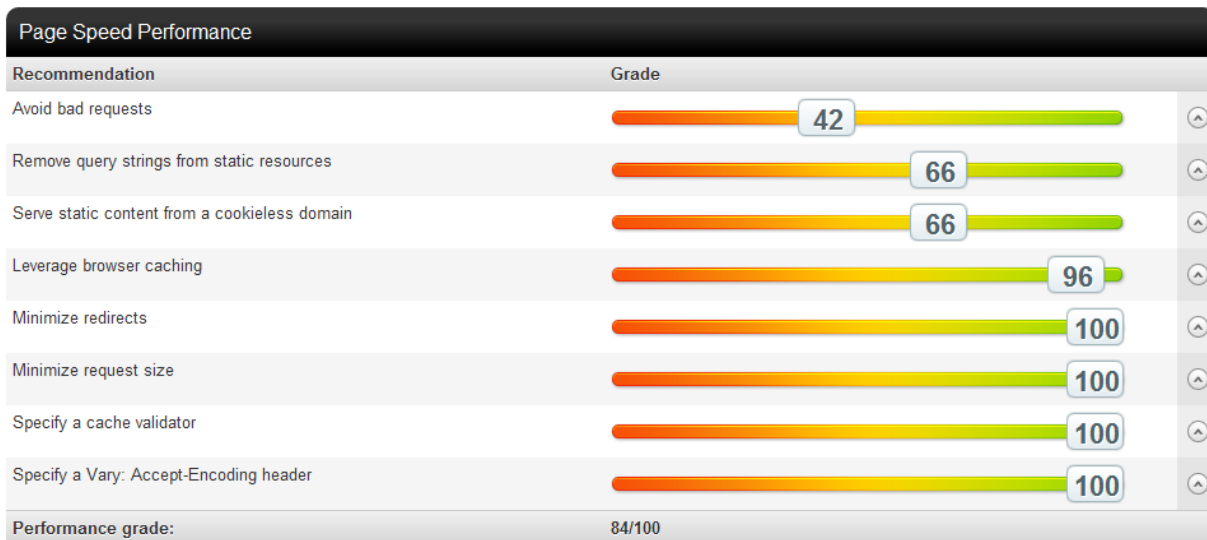 Page Speed Performance
Recommendation Grade
Avoid bad requests 42
Remove query strings from static resources 66
Serve static content from a cookieless domain 66
Leverage browser caching 96
Minimize redirects 100
Minimize request size 100
Specify a cache validator 100
Specify a Vary: Accept-Encoding header 100
Performance grade: 84/100